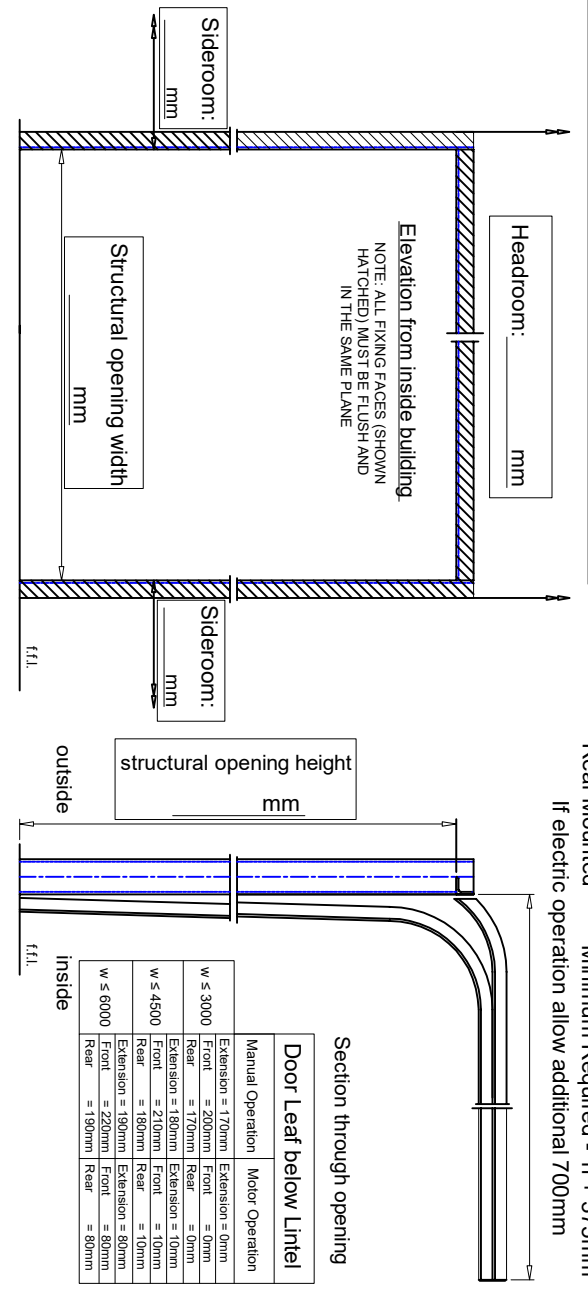 If electric operation allow additional 700mm
Headroom:
mm
Sideroom:
mm
Elevation from inside building
NOTE: ALL FIXING FACES (SHOWN
HATCHED) MUST BE FLUSH AND
IN THE SAME PLANE
Structural opening width
mm
Sideroom:
mm
f.f.l.
structural opening height
mm
outside
inside
f.f.l.
Section through opening
Door Leaf below Lintel
Manual Operation Motor Operation
w ≤ 3000
Extension = 170mm Extension = 0mm
Front = 200mm Front = 0mm
Rear = 170mm Rear = 0mm
w ≤ 4500
Extension = 180mm Extension = 10mm
Front = 210mm Front = 10mm
Rear = 180mm Rear = 10mm
w ≤ 6000
Extension = 190mm Extension = 80mm
Front = 220mm Front = 80mm
Rear = 190mm Rear = 80mm